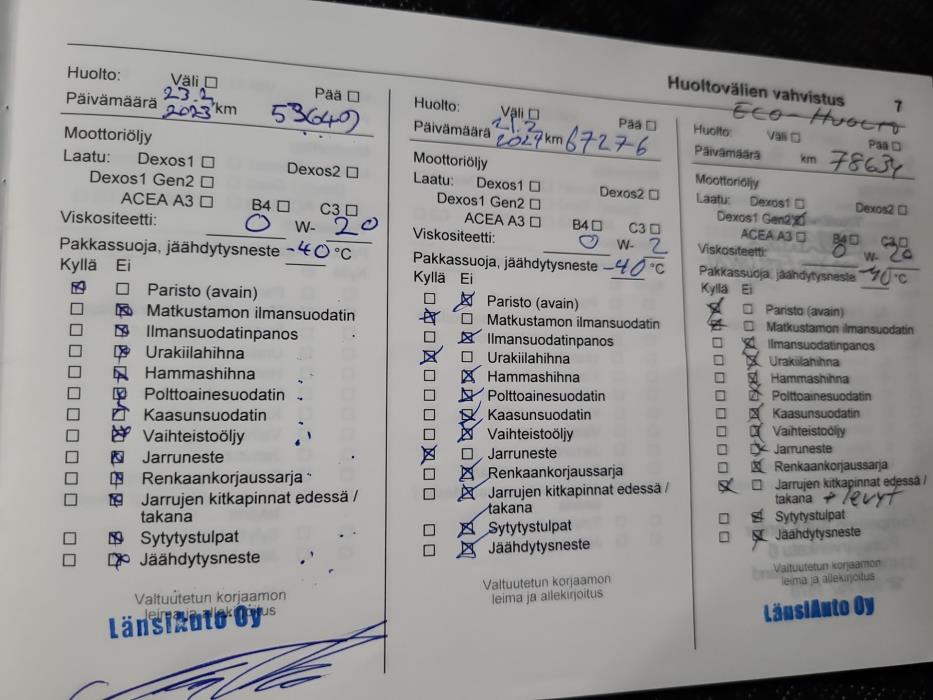 Huoltovälien vahvistus 7
Huolto: Väli ☐ Pää ☐
Päivämäärä 23.2 2023 km 53649
Moottoriöljy
Laatu: Dexos1 ☐ Dexos2 ☐
Dexos1 Gen2 ☐
ACEA A3 ☐ B4 ☐ C3 ☐
Viskositeetti: 0 W- 20
Pakkassuoja, jäähdytysneste -40 °C
Kyllä Ei
☒ ☐ Paristo (avain)
☐ ☒ Matkustamon ilmansuodatin
☐ ☒ Ilmansuodatinpanos
☐ ☒ Urakiilahihna
☐ ☒ Hammashihna
☐ ☒ Polttoainesuodatin
☐ ☒ Kaasunsuodatin
☐ ☒ Vaihteistoöljy
☐ ☒ Jarruneste
☐ ☒ Renkaankorjaussarja
☐ ☒ Jarrujen kitkapinnat edessä /
takana
☐ ☒ Sytytystulpat
☐ ☒ Jäähdytysneste
Valtuutetun korjaamon
leima ja allekirjoitus
LänsiAuto Oy
Huolto: Väli ☐ Pää ☐
Päivämäärä 21.2 2024 km 67276
Moottoriöljy
Laatu: Dexos1 ☐ Dexos2 ☐
Dexos1 Gen2 ☐
ACEA A3 ☐ B4 ☐ C3 ☐
Viskositeetti: 0 W- 2
Pakkassuoja, jäähdytysneste -40 °C
Kyllä Ei
☐ ☒ Paristo (avain)
☒ ☐ Matkustamon ilmansuodatin
☐ ☒ Ilmansuodatinpanos
☒ ☐ Urakiilahihna
☐ ☒ Hammashihna
☐ ☒ Polttoainesuodatin
☐ ☒ Kaasunsuodatin
☐ ☒ Vaihteistoöljy
☒ ☐ Jarruneste
☐ ☒ Renkaankorjaussarja
☐ ☒ Jarrujen kitkapinnat edessä /
takana
☐ ☒ Sytytystulpat
☐ ☒ Jäähdytysneste
Valtuutetun korjaamon
leima ja allekirjoitus
ECO-HUOLTO
Huolto: Väli ☐ Pää ☐
Päivämäärä km 78634
Moottoriöljy
Laatu: Dexos1 ☐ Dexos2 ☐
Dexos1 Gen2 ☒
ACEA A3 ☐ B4 ☐ C3 ☐
Viskositeetti: 0 W- 20
Pakkassuoja, jäähdytysneste -40 °C
Kyllä Ei
☒ ☐ Paristo (avain)
☒ ☐ Matkustamon ilmansuodatin
☐ ☒ Ilmansuodatinpanos
☐ ☒ Urakiilahihna
☐ ☒ Hammashihna
☐ ☒ Polttoainesuodatin
☐ ☒ Kaasunsuodatin
☐ ☒ Vaihteistoöljy
☐ ☒ Jarruneste
☐ ☒ Renkaankorjaussarja
☒ ☐ Jarrujen kitkapinnat edessä /
takana + levyt
☐ ☒ Sytytystulpat
☐ ☒ Jäähdytysneste
Valtuutetun korjaamon
leima ja allekirjoitus
LänsiAuto Oy